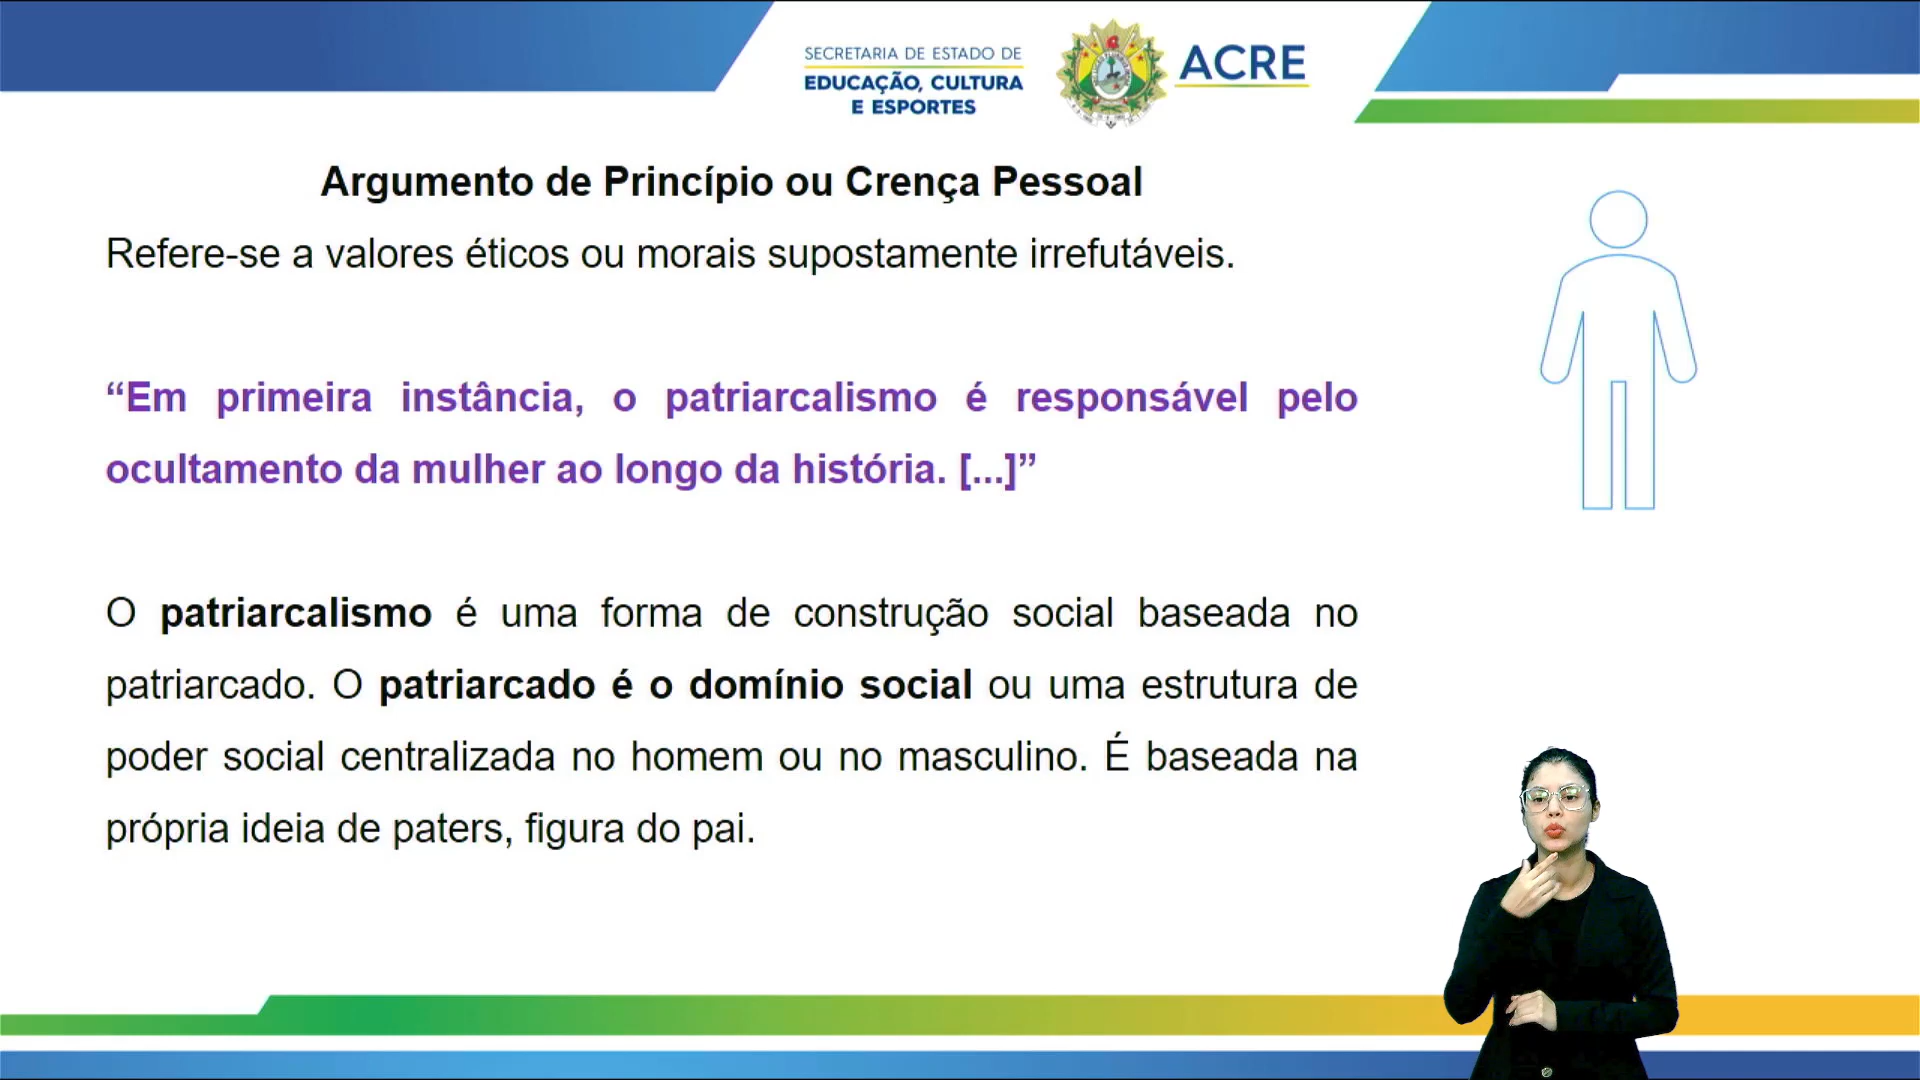 SECRETARIA DE ESTADO DE
EDUCAÇÃO, CULTURA
E ESPORTES
ACRE
Argumento de Princípio ou Crença Pessoal
Refere-se a valores éticos ou morais supostamente irrefutáveis.
“Em primeira instância, o patriarcalismo é responsável pelo
ocultamento da mulher ao longo da história. [...]”
O patriarcalismo é uma forma de construção social baseada no
patriarcado. O patriarcado é o domínio social ou uma estrutura de
poder social centralizada no homem ou no masculino. É baseada na
própria ideia de paters, figura do pai.